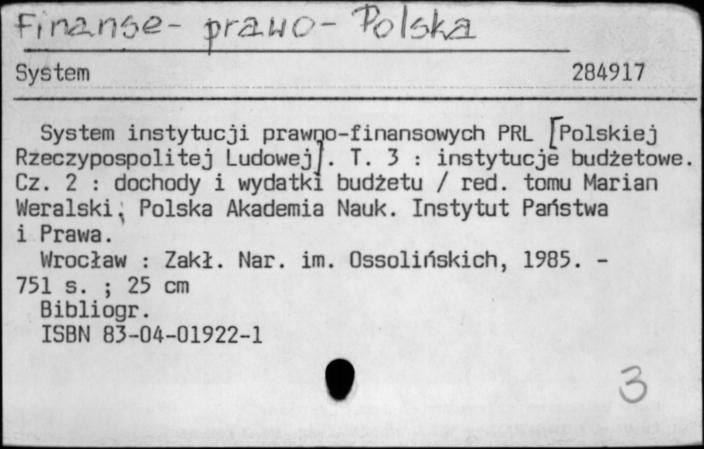 Finanse - prawo - Polska
System 284917
System instytucji prawno-finansowych PRL [Polskiej
Rzeczypospolitej Ludowej]. T. 3 : instytucje budżetowe.
Cz. 2 : dochody i wydatki budżetu / red. tomu Marian
Weralski; Polska Akademia Nauk. Instytut Państwa
i Prawa.
Wrocław : Zakł. Nar. im. Ossolińskich, 1985. -
751 s. ; 25 cm
Bibliogr.
ISBN 83-04-01922-1
3